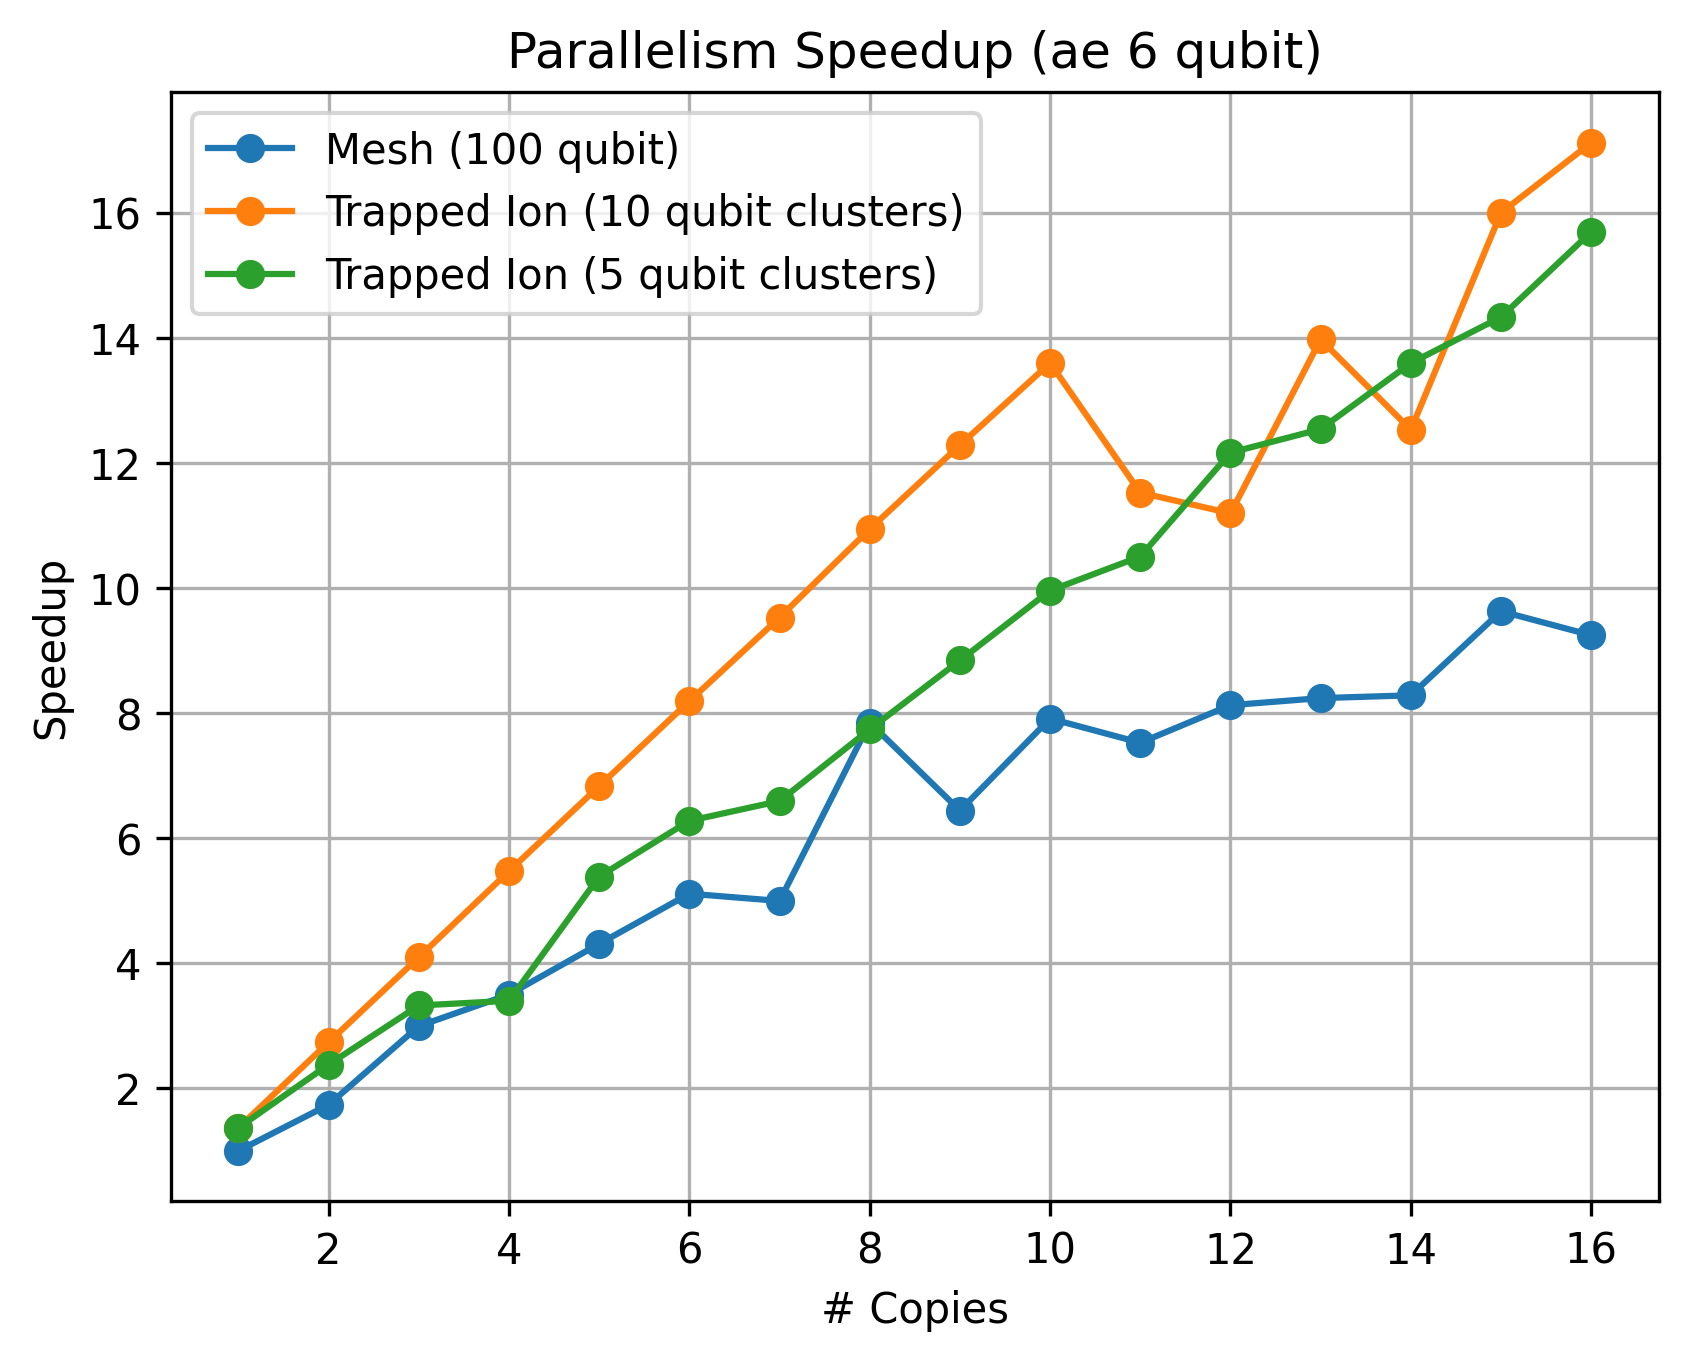 Parallelism Speedup (ae 6 qubit)
Mesh (100 qubit)
Trapped Ion (10 qubit clusters)
Trapped Ion (5 qubit clusters)
Speedup
16
14
12
10
8
6
4
2
2 4 6 8 10 12 14 16
# Copies